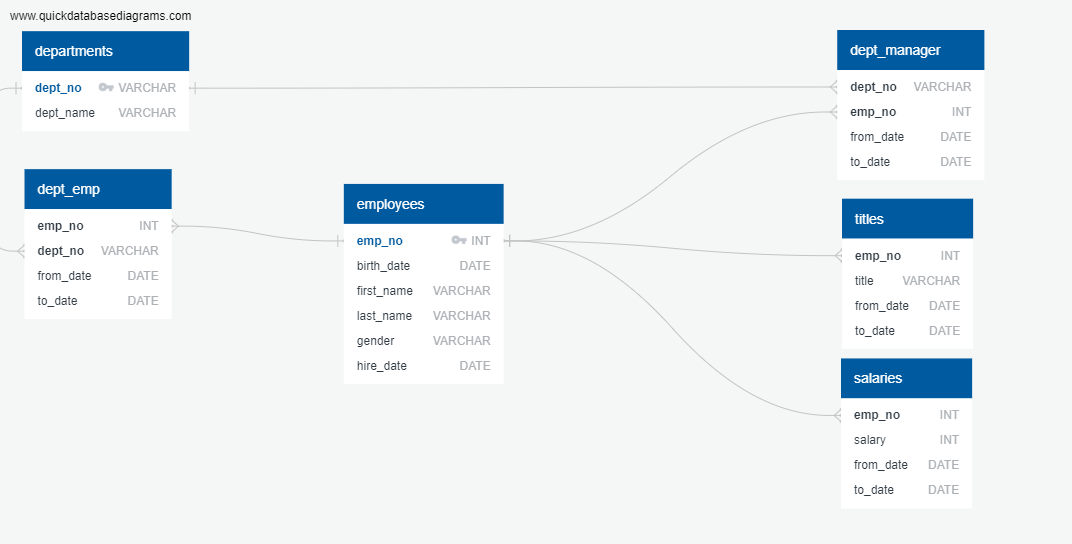 www.quickdatabasediagrams.com
departments
dept_no VARCHAR
dept_name VARCHAR
dept_emp
emp_no INT
dept_no VARCHAR
from_date DATE
to_date DATE
employees
emp_no INT
birth_date DATE
first_name VARCHAR
last_name VARCHAR
gender VARCHAR
hire_date DATE
dept_manager
dept_no VARCHAR
emp_no INT
from_date DATE
to_date DATE
titles
emp_no INT
title VARCHAR
from_date DATE
to_date DATE
salaries
emp_no INT
salary INT
from_date DATE
to_date DATE